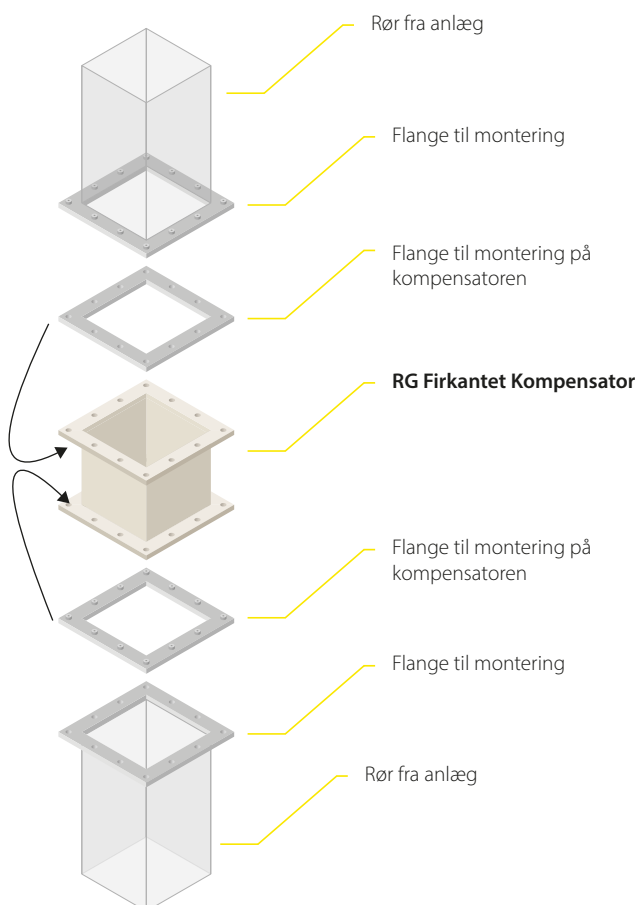 Rør fra anlæg
Flange til montering
Flange til montering på
kompensatoren
RG Firkantet Kompensator
Flange til montering på
kompensatoren
Flange til montering
Rør fra anlæg